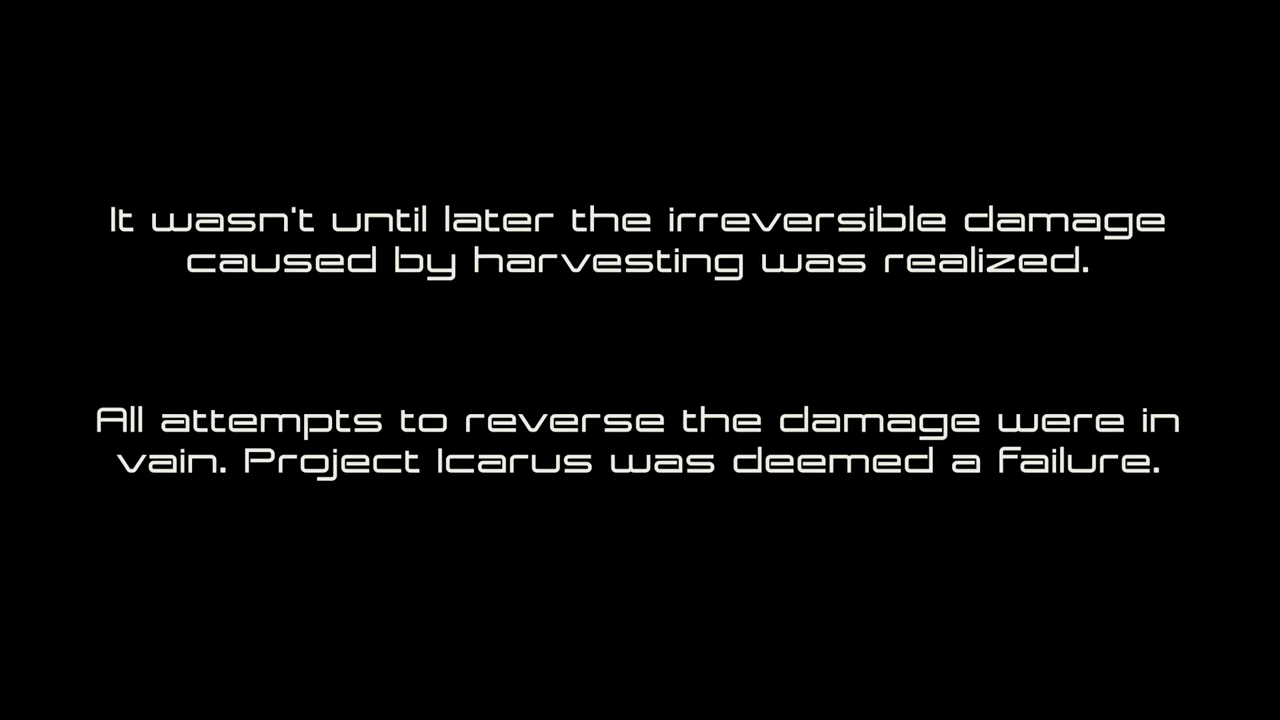 It wasn't until later the irreversible damage
caused by harvesting was realized.
All attempts to reverse the damage were in
vain. Project Icarus was deemed a failure.